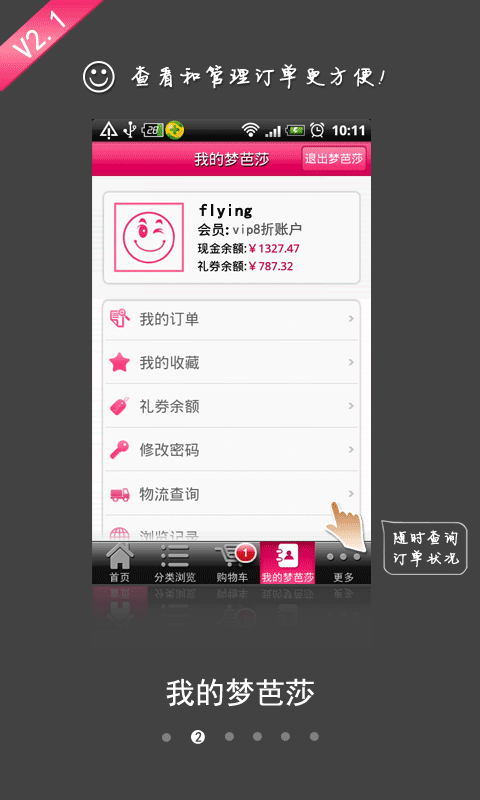 V2.1
查看和管理订单更方便!
28
10:11
我的梦芭莎
退出梦芭莎
flying
会员:vip8折账户
现金余额:￥1327.47
礼券余额:￥787.32
我的订单
我的收藏
礼券余额
修改密码
物流查询
浏览记录
1
首页
分类浏览
购物车
我的梦芭莎
更多
随时查询
订单状况
我的梦芭莎
2